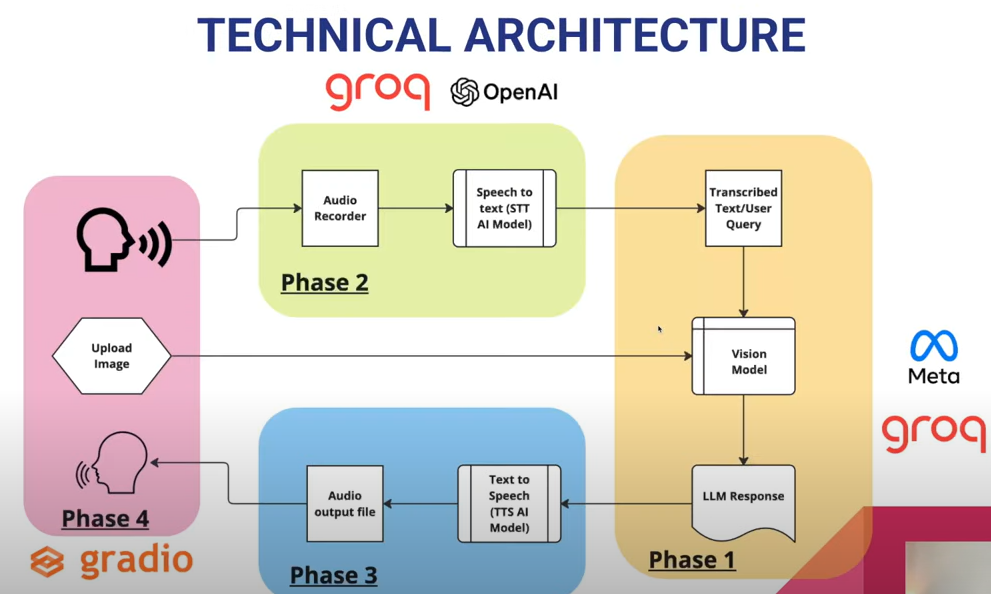 TECHNICAL ARCHITECTURE
groq OpenAI
Audio
Recorder
Speech to
text (STT
AI Model)
Phase 2
Transcribed
Text/User
Query
Upload
Image
Vision
Model
Meta
groq
LLM Response
Phase 1
Text to
Speech
(TTS AI
Model)
Audio
output file
Phase 3
Phase 4
gradio